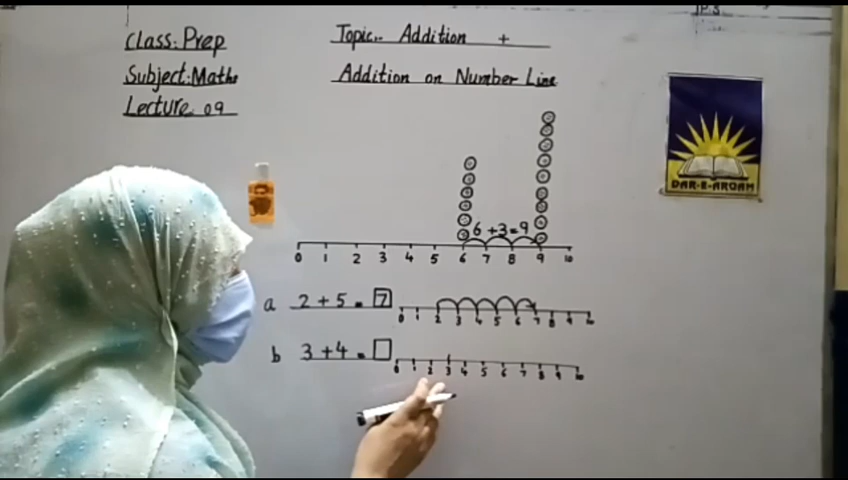 Class: Prep
Topic:- Addition +
Subject: Maths
Addition on Number Line
Lecture 09
DAR-E-ARQAM
6 + 3 = 9
0 1 2 3 4 5 6 7 8 9 10
a 2 + 5 = 7
0 1 2 3 4 5 6 7 8 9 10
b 3 + 4 =
0 1 2 3 4 5 6 7 8 9 10